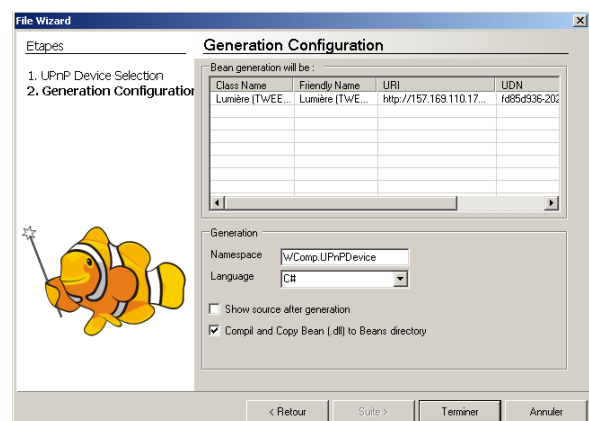 File Wizard
Etapes
Generation Configuration
1. UPnP Device Selection
2. Generation Configuration
Bean generation will be :
Class Name Friendly Name URI UDN
Lumière (TWEE... Lumière (TWE... http://157.169.110.17... fd85d936-202
Generation
Namespace WComp.UPnPDevice
Language C#
Show source after generation
Compil and Copy Bean (.dll) to Beans directory
< Retour Suite > Terminer Annuler